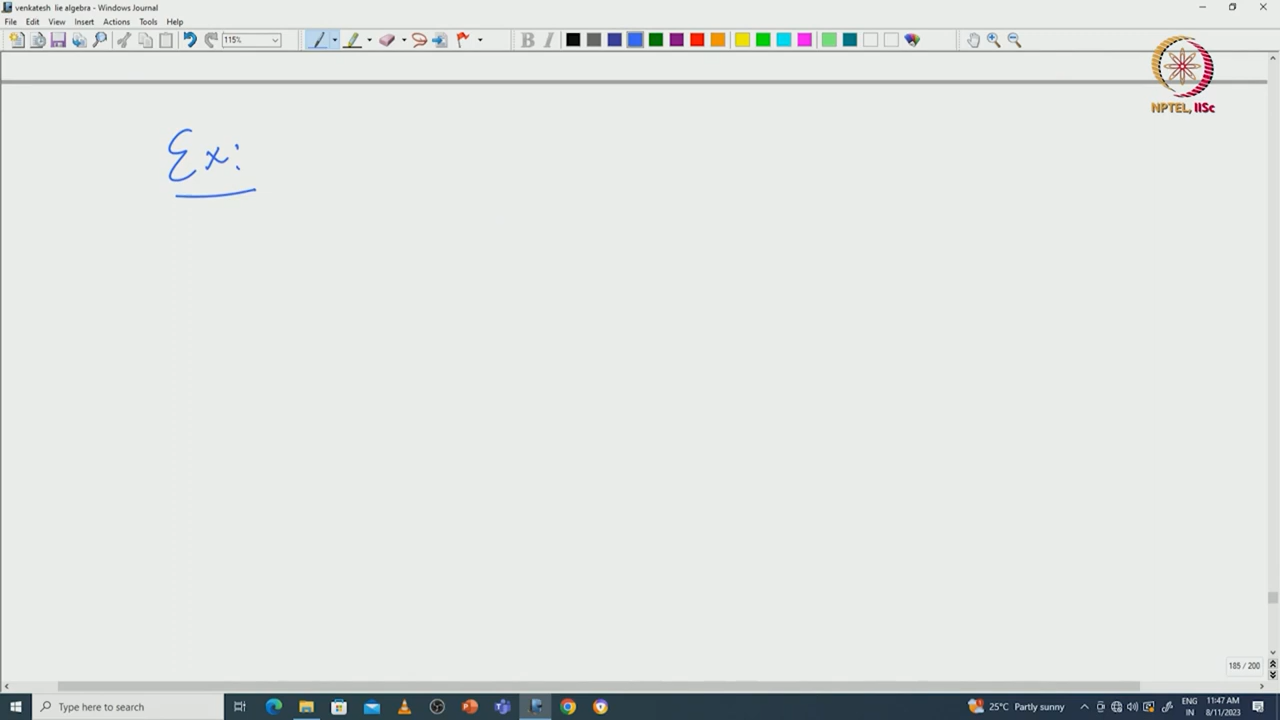 venkatesh lie algebra - Windows Journal
File Edit View Insert Actions Tools Help
115%
B I
NPTEL, IISc
Ex:
185 / 200
Type here to search
25°C Partly sunny
ENG
IN
11:47 AM
8/11/2023